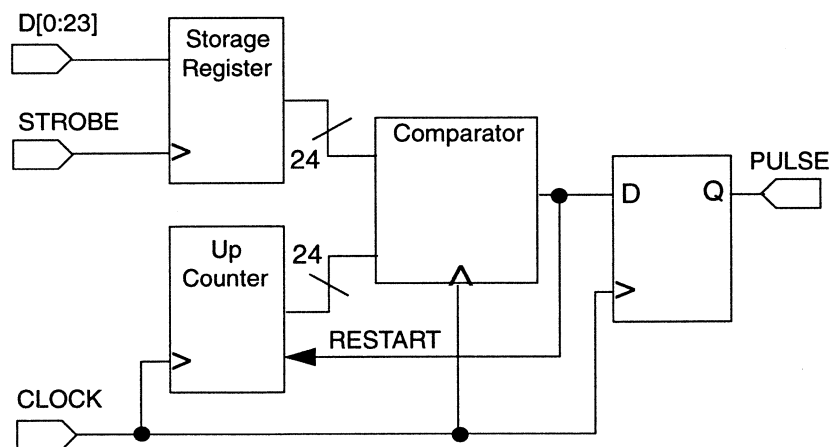 D[0:23]
Storage
Register
STROBE
24
Comparator
PULSE
D
Q
Up
Counter
24
RESTART
CLOCK